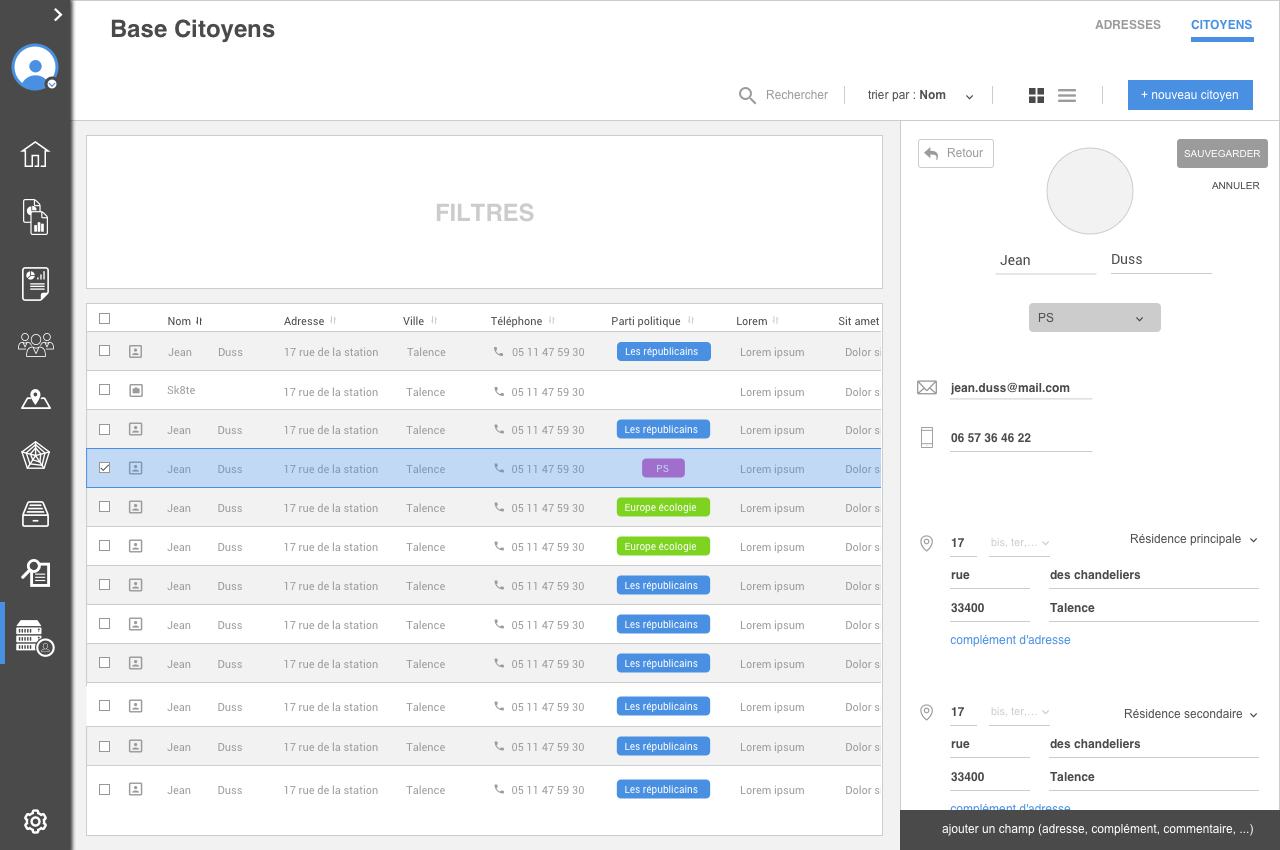 Base Citoyens
ADRESSES CITOYENS
Rechercher trier par : Nom + nouveau citoyen
FILTRES
Nom Adresse Ville Téléphone Parti politique Lorem Sit amet
Jean Duss 17 rue de la station Talence 05 11 47 59 30 Les républicains Lorem ipsum Dolor s
Sk8te 17 rue de la station Talence 05 11 47 59 30 Lorem ipsum Dolor s
Jean Duss 17 rue de la station Talence 05 11 47 59 30 Les républicains Lorem ipsum Dolor s
Jean Duss 17 rue de la station Talence 05 11 47 59 30 PS Lorem ipsum Dolor s
Jean Duss 17 rue de la station Talence 05 11 47 59 30 Europe écologie Lorem ipsum Dolor s
Jean Duss 17 rue de la station Talence 05 11 47 59 30 Europe écologie Lorem ipsum Dolor s
Jean Duss 17 rue de la station Talence 05 11 47 59 30 Les républicains Lorem ipsum Dolor s
Jean Duss 17 rue de la station Talence 05 11 47 59 30 Les républicains Lorem ipsum Dolor s
Jean Duss 17 rue de la station Talence 05 11 47 59 30 Les républicains Lorem ipsum Dolor s
Jean Duss 17 rue de la station Talence 05 11 47 59 30 Les républicains Lorem ipsum Dolor s
Jean Duss 17 rue de la station Talence 05 11 47 59 30 Les républicains Lorem ipsum Dolor s
Jean Duss 17 rue de la station Talence 05 11 47 59 30 Les républicains Lorem ipsum Dolor s
Retour SAUVEGARDER
ANNULER
Jean Duss
PS
jean.duss@mail.com
06 57 36 46 22
17 bis, ter,... Résidence principale
rue des chandeliers
33400 Talence
complément d'adresse
17 bis, ter,... Résidence secondaire
rue des chandeliers
33400 Talence
complément d'adresse
ajouter un champ (adresse, complément, commentaire, ...)